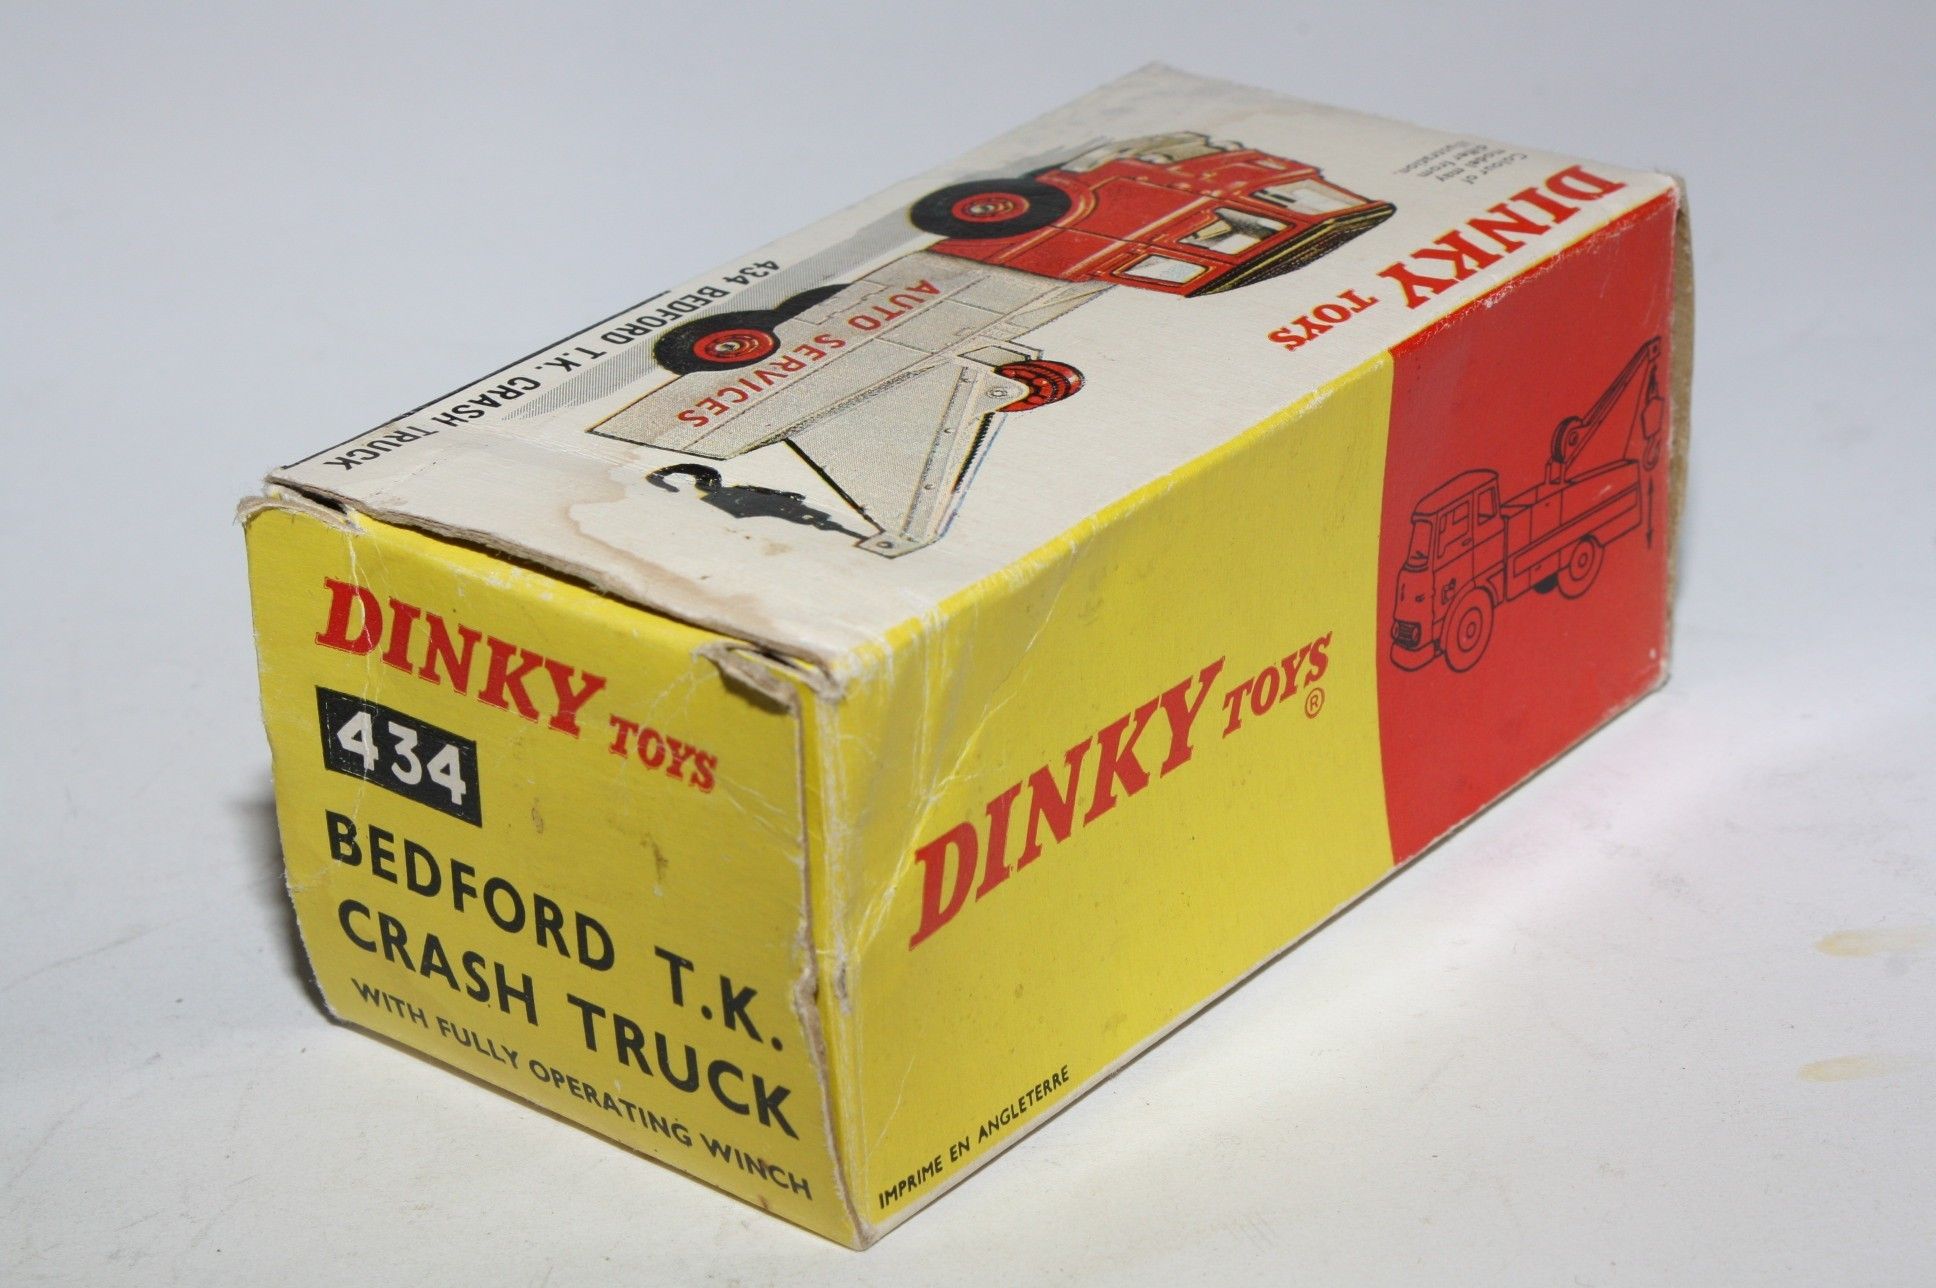 Colour of
model may
differ from
illustration.
DINKY TOYS
AUTO SERVICES
434 BEDFORD T.K. CRASH TRUCK
DINKY TOYS
434
BEDFORD T.K.
CRASH TRUCK
WITH FULLY OPERATING WINCH
DINKY TOYS®
IMPRIME EN ANGLETERRE